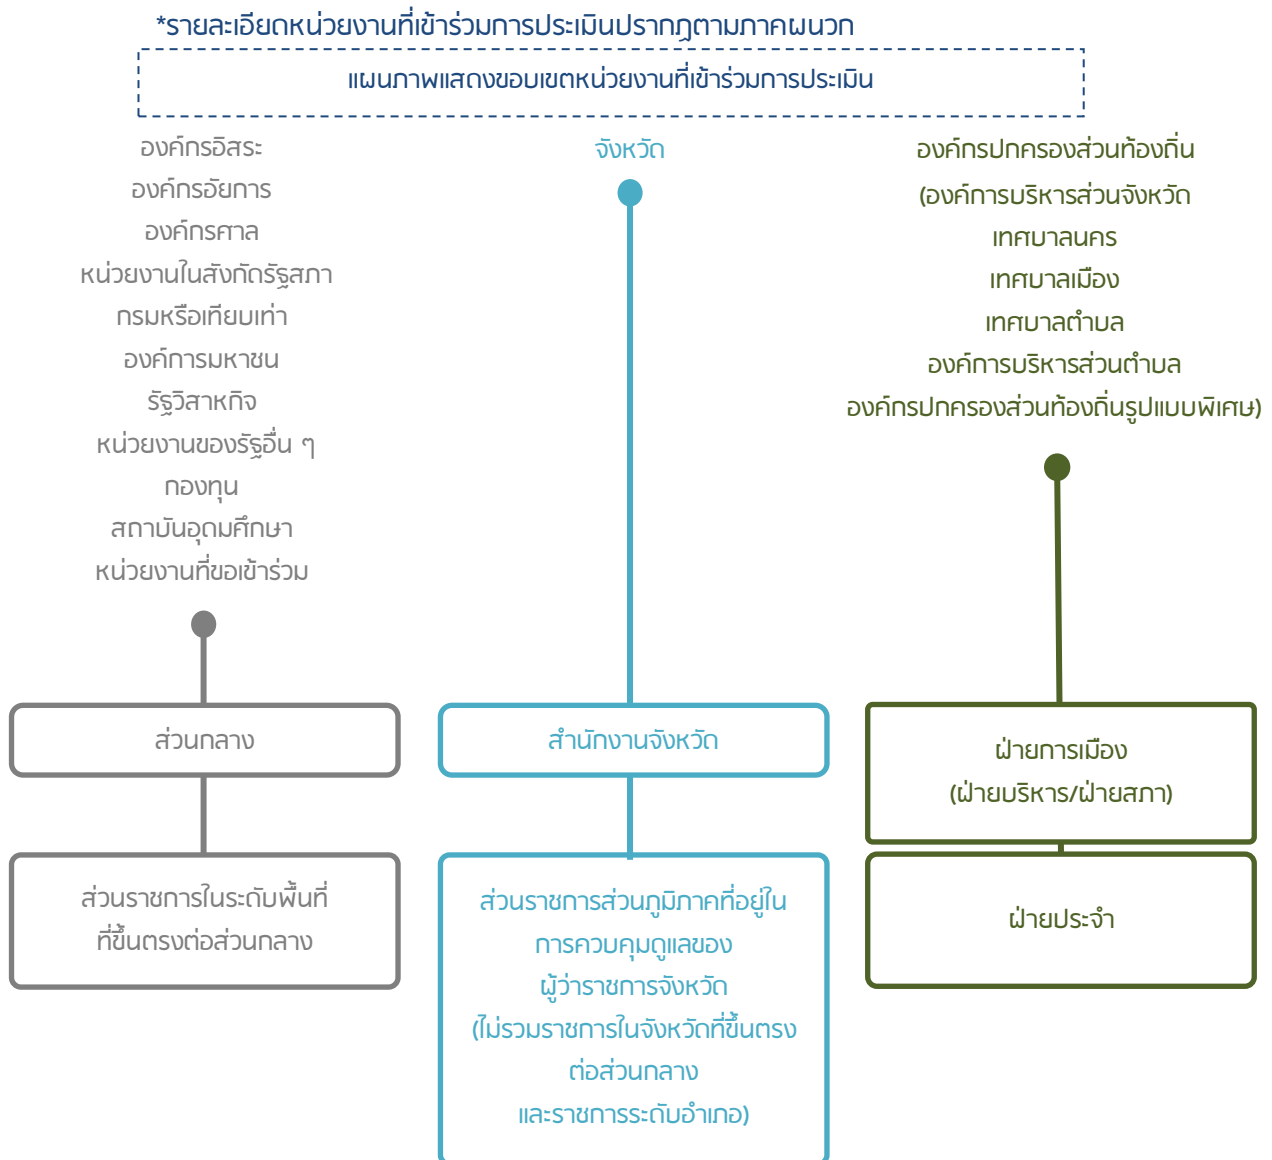 *รายละเอียดหน่วยงานที่เข้าร่วมการประเมินปรากฏตามภาคผนวก
แผนภาพแสดงขอบเขตหน่วยงานที่เข้าร่วมการประเมิน
องค์กรอิสระ
องค์กรอัยการ
องค์กรศาล
หน่วยงานในสังกัดรัฐสภา
กรมหรือเทียบเท่า
องค์การมหาชน
รัฐวิสาหกิจ
หน่วยงานของรัฐอื่น ๆ
กองทุน
สถาบันอุดมศึกษา
หน่วยงานที่ขอเข้าร่วม
ส่วนกลาง
ส่วนราชการในระดับพื้นที่
ที่ขึ้นตรงต่อส่วนกลาง
จังหวัด
สำนักงานจังหวัด
ส่วนราชการส่วนภูมิภาคที่อยู่ใน
การควบคุมดูแลของ
ผู้ว่าราชการจังหวัด
(ไม่รวมราชการในจังหวัดที่ขึ้นตรง
ต่อส่วนกลาง
และราชการระดับอำเภอ)
องค์กรปกครองส่วนท้องถิ่น
(องค์การบริหารส่วนจังหวัด
เทศบาลนคร
เทศบาลเมือง
เทศบาลตำบล
องค์การบริหารส่วนตำบล
องค์กรปกครองส่วนท้องถิ่นรูปแบบพิเศษ)
ฝ่ายการเมือง
(ฝ่ายบริหาร/ฝ่ายสภา)
ฝ่ายประจำ